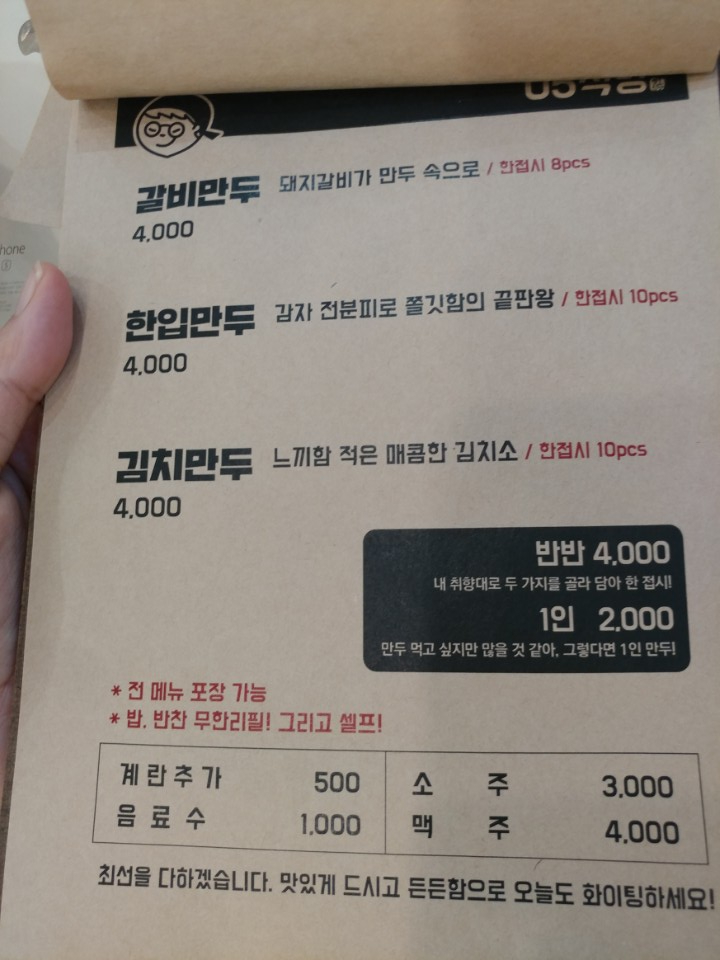 갈비만두 돼지갈비가 만두 속으로 / 한접시 8pcs
4,000
한입만두 감자 전분피로 쫄깃함의 끝판왕 / 한접시 10pcs
4,000
김치만두 느끼함 적은 매콤한 김치소 / 한접시 10pcs
4,000
반반 4,000
내 취향대로 두 가지를 골라 담아 한 접시!
1인 2,000
만두 먹고 싶지만 많을 것 같아, 그렇다면 1인 만두!
* 전 메뉴 포장 가능
* 밥, 반찬 무한리필! 그리고 셀프!
계란추가 500 소 주 3,000
음료수 1,000 맥 주 4,000
최선을 다하겠습니다. 맛있게 드시고 든든함으로 오늘도 화이팅하세요!